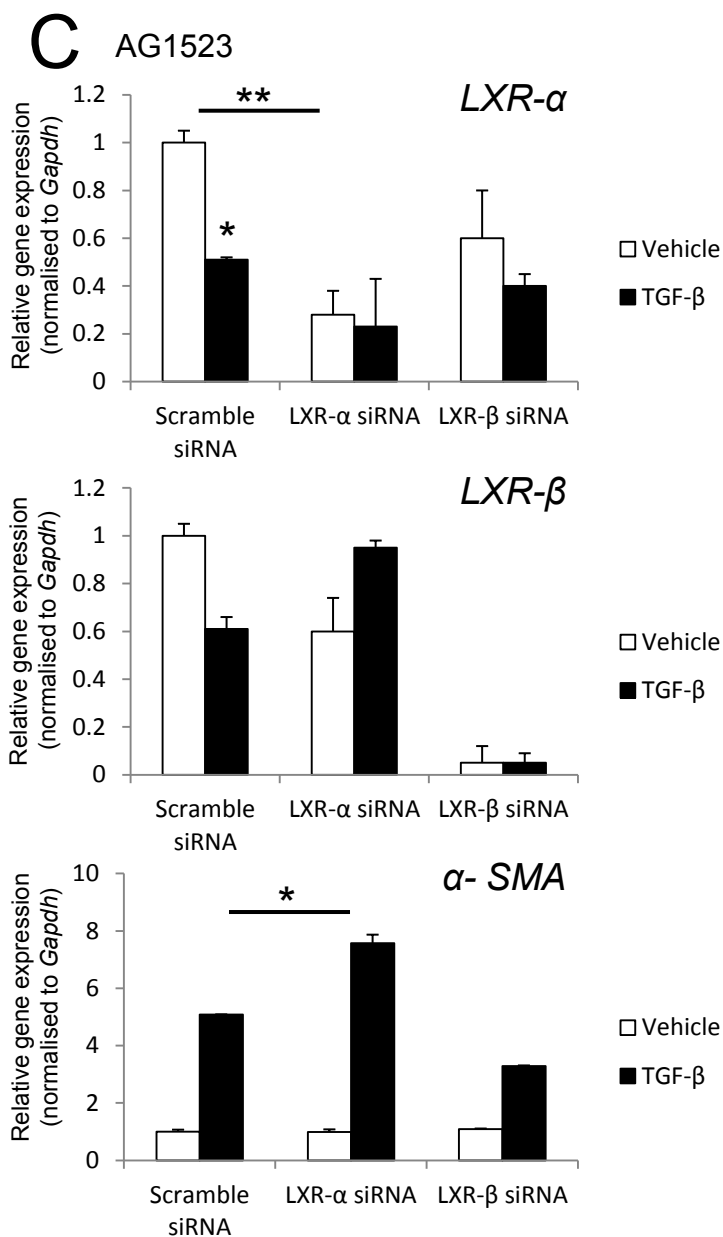 C AG1523
LXR-α
Relative gene expression
(normalised to Gapdh)
1.2
1
0.8
0.6
0.4
0.2
0
**
*
Vehicle
TGF-β
Scramble
siRNA
LXR-α siRNA
LXR-β siRNA
LXR-β
Relative gene expression
(normalised to Gapdh)
1.2
1
0.8
0.6
0.4
0.2
0
Vehicle
TGF-β
Scramble
siRNA
LXR-α siRNA
LXR-β siRNA
α- SMA
Relative gene expression
(normalised to Gapdh)
10
8
6
4
2
0
*
Vehicle
TGF-β
Scramble
siRNA
LXR-α siRNA
LXR-β siRNA